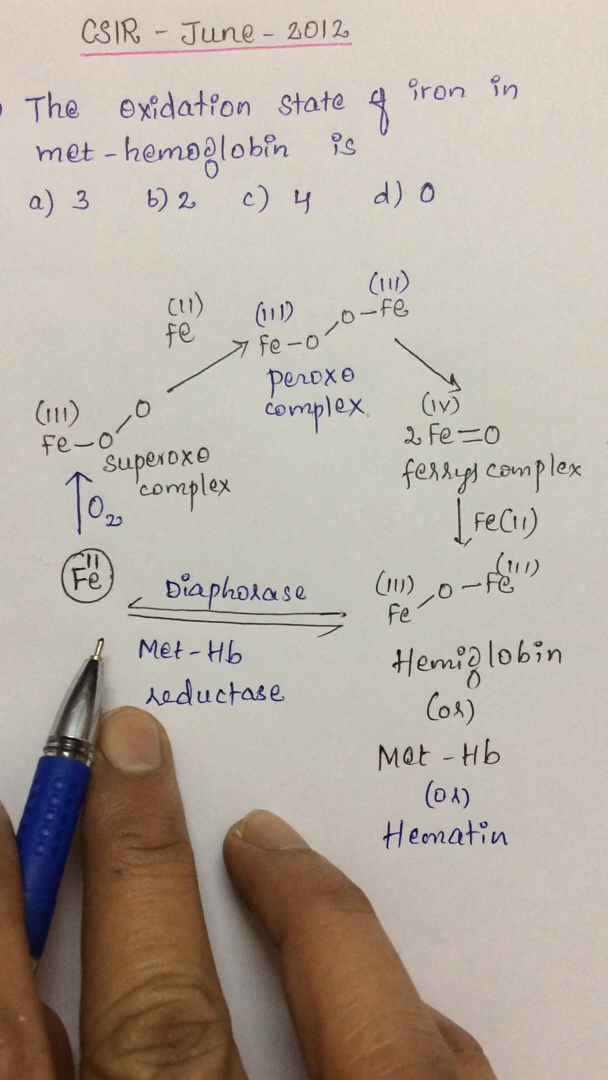 CSIR - June - 2012
The oxidation state of iron in
met-hemoglobin is
a) 3 b) 2 c) 4 d) 0
(II)
Fe
(III) (III)
Fe-O-O-Fe
peroxo
complex
(III)
Fe-O-O
superoxo
complex
(IV)
2Fe=O
ferryl complex
O2
Fe(II)
II
Fe
Diaphorase
Met-Hb
reductase
(III) (III)
Fe-O-Fe
Hemiglobin
(or)
Met-Hb
(or)
Hematin